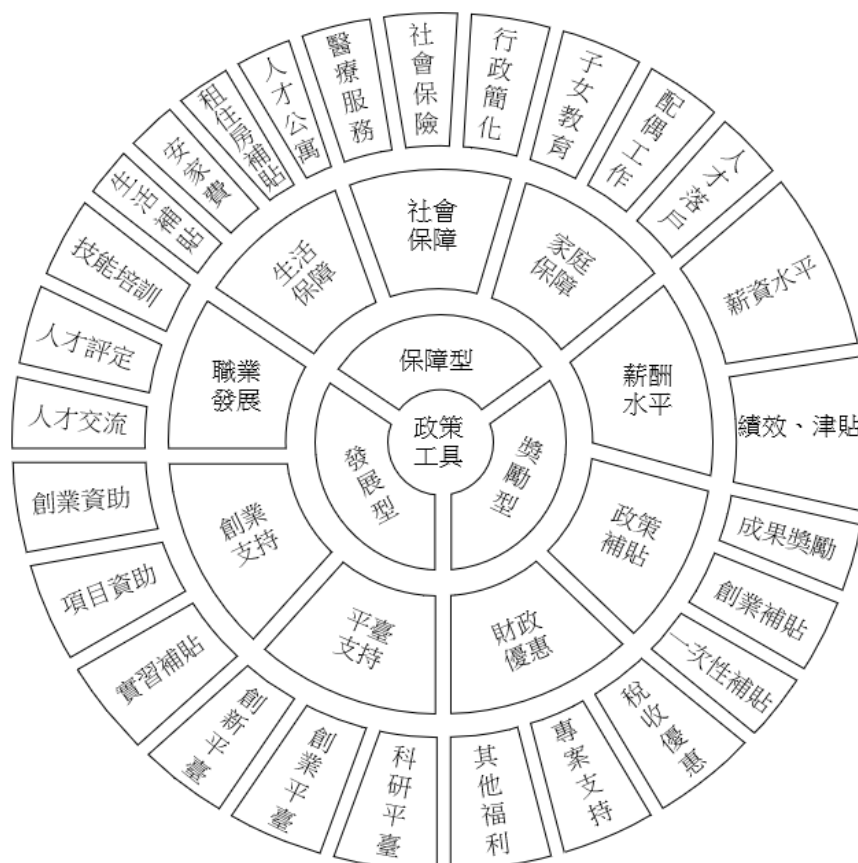 政策
工具
保障型
獎勵型
發展型
社會
保障
家庭
保障
薪酬
水平
政策
補貼
財政
優惠
平臺
支持
創業
支持
職業
發展
生活
保障
社會保險
行政簡化
子女教育
配偶工作
人才落戶
薪資水平
績效、津貼
成果獎勵
創業補貼
一次性補貼
稅收優惠
專案支持
其他福利
科研平臺
創業平臺
創新平臺
實習補貼
項目資助
創業資助
人才交流
人才評定
技能培訓
生活補貼
安家費
租住房補貼
人才公寓
醫療服務